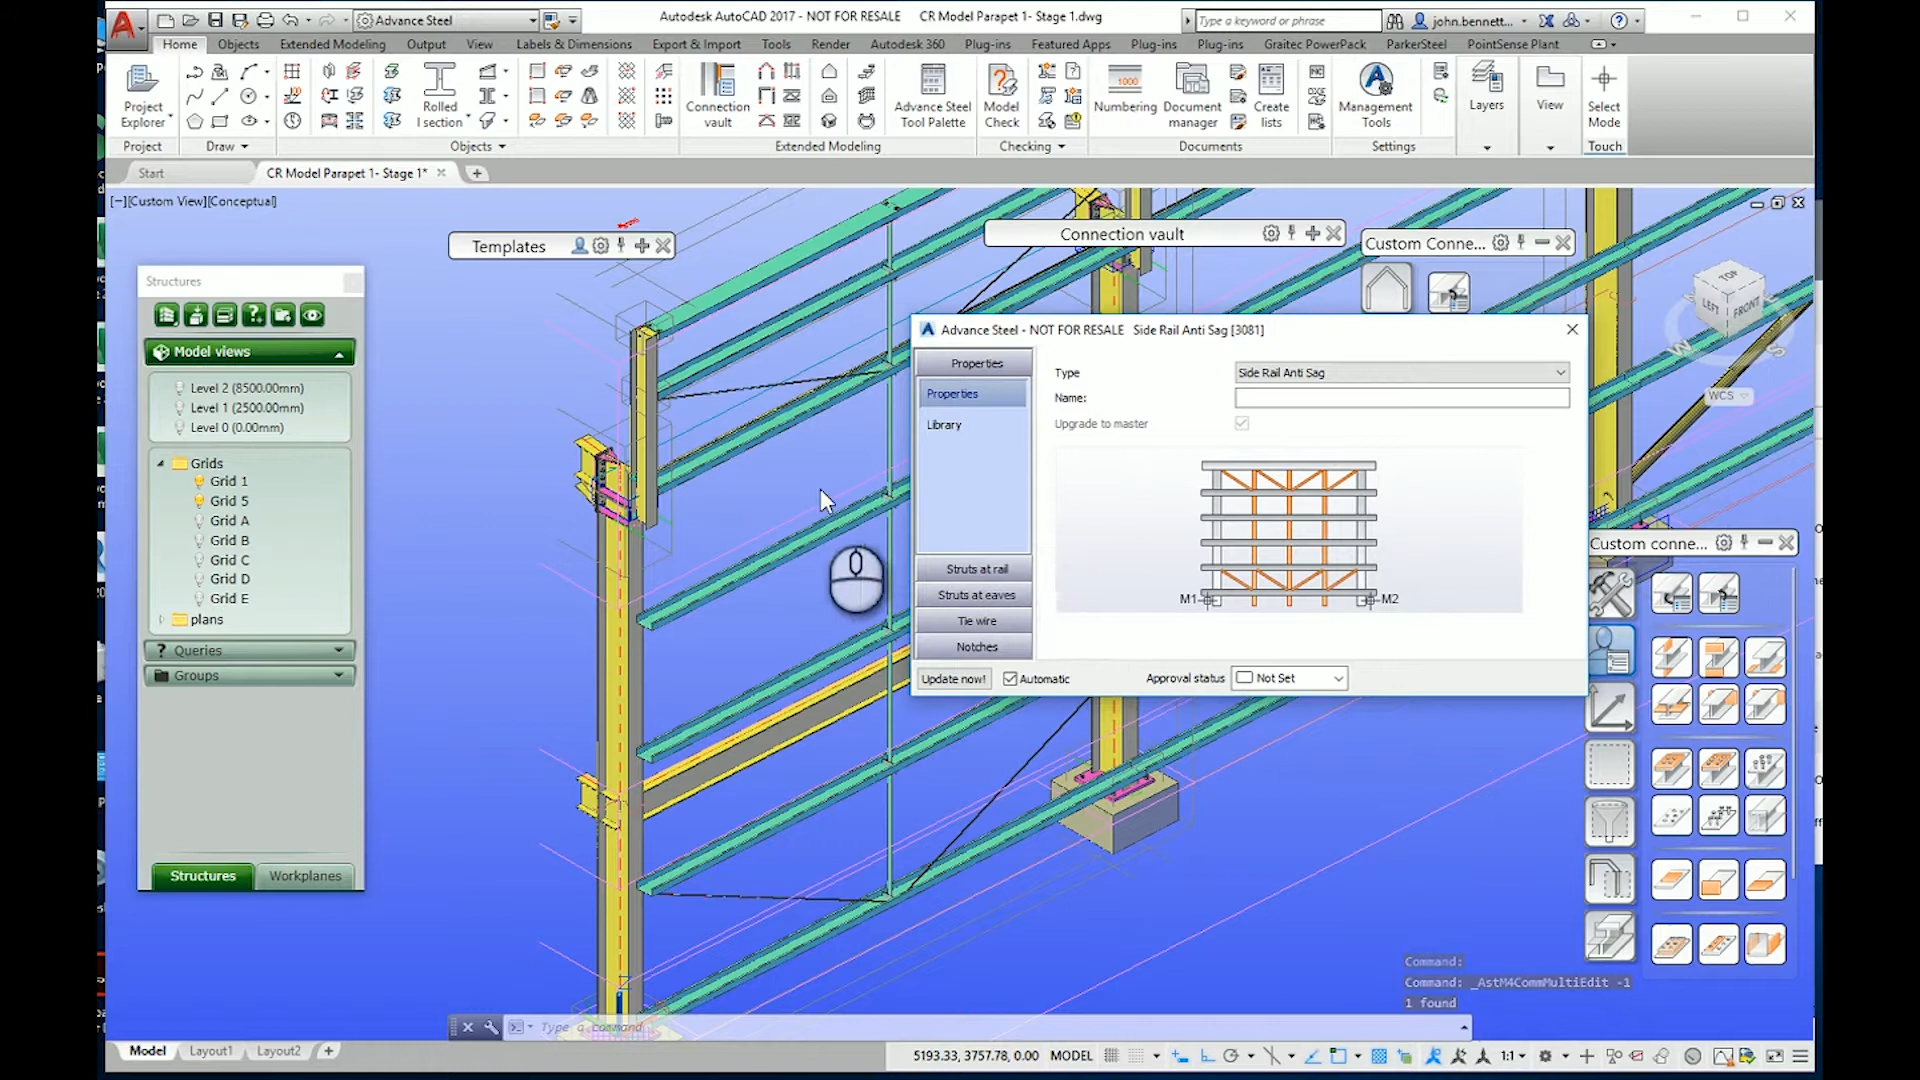 Advance Steel
Autodesk AutoCAD 2017 - NOT FOR RESALE CR Model Parapet 1- Stage 1.dwg
Type a keyword or phrase
john.bennett...
Home Objects Extended Modeling Output View Labels & Dimensions Export & Import Tools Render Autodesk 360 Plug-ins Featured Apps Plug-ins Plug-ins Graitec PowerPack ParkerSteel PointSense Plant
Project Explorer
Rolled I section
Connection vault
Advance Steel Tool Palette
Model Check
1000
Numbering
Document manager
Create lists
Management Tools
Layers
View
Select Mode
Project Draw Objects Extended Modeling Checking Documents Settings Touch
Start CR Model Parapet 1- Stage 1*
[−][Custom View][Conceptual]
Templates
Connection vault
Custom Conne...
Structures
Model views
Level 2 (8500.00mm)
Level 1 (2500.00mm)
Level 0 (0.00mm)
Grids
Grid 1
Grid 5
Grid A
Grid B
Grid C
Grid D
Grid E
plans
Queries
Groups
Structures Workplanes
TOP
LEFT FRONT
W S
WCS
Advance Steel - NOT FOR RESALE Side Rail Anti Sag [3081]
Properties
Properties
Library
Struts at rail
Struts at eaves
Tie wire
Notches
Type Side Rail Anti Sag
Name:
Upgrade to master
M1 M2
Update now! Automatic Approval status Not Set
Custom conne...
Command:
Command: _AstM4CommMultiEdit -1
1 found
Type a command
Model Layout1 Layout2
5193.33, 3757.78, 0.00 MODEL 1:1